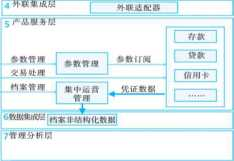 4 外联集成层
外联适配器
5 产品服务层
存款
贷款
信用卡
……
参数管理
参数管理
参数订阅
交易处理
档案管理
集中运营
管理
凭证数据
6 数据集成层
档案非结构化数据
7 管理分析层